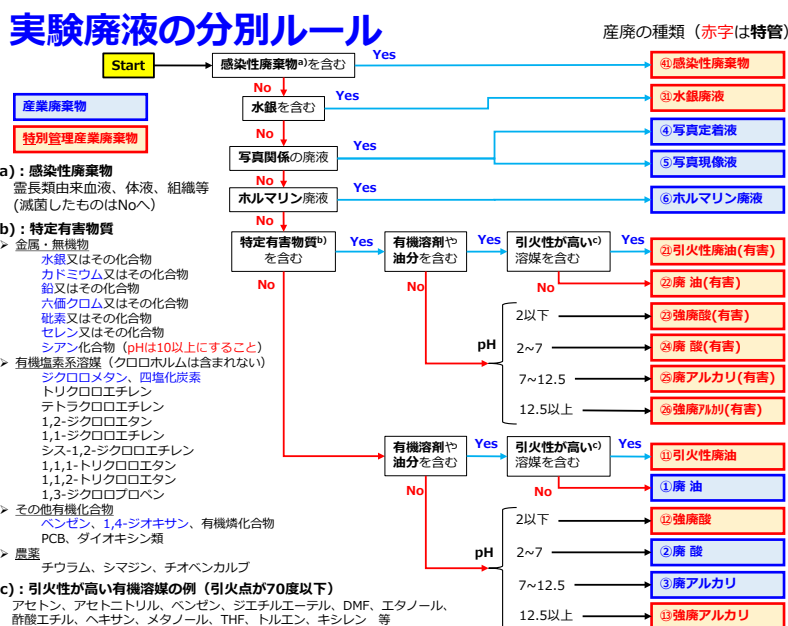 実験廃液の分別ルール
産廃の種類（赤字は特管）
Start
感染性廃棄物a)を含む
Yes
㊶感染性廃棄物
No
水銀を含む
Yes
㉛水銀廃液
産業廃棄物
特別管理産業廃棄物
No
写真関係の廃液
Yes
④写真定着液
⑤写真現像液
No
ホルマリン廃液
Yes
⑥ホルマリン廃液
No
a)：感染性廃棄物
霊長類由来血液、体液、組織等
(滅菌したものはNoへ)
b)：特定有害物質
➢ 金属・無機物
水銀又はその化合物
カドミウム又はその化合物
鉛又はその化合物
六価クロム又はその化合物
砒素又はその化合物
セレン又はその化合物
シアン化合物（pHは10以上にすること）
➢ 有機塩素系溶媒（クロロホルムは含まれない）
ジクロロメタン、四塩化炭素
トリクロロエチレン
テトラクロロエチレン
1,2-ジクロロエタン
1,1-ジクロロエチレン
シス-1,2-ジクロロエチレン
1,1,1-トリクロロエタン
1,1,2-トリクロロエタン
1,3-ジクロロプロペン
➢ その他有機化合物
ベンゼン、1,4-ジオキサン、有機燐化合物
PCB、ダイオキシン類
➢ 農薬
チウラム、シマジン、チオベンカルブ
c)：引火性が高い有機溶媒の例（引火点が70度以下）
アセトン、アセトニトリル、ベンゼン、ジエチルエーテル、DMF、エタノール、
酢酸エチル、ヘキサン、メタノール、THF、トルエン、キシレン　等
特定有害物質b)
を含む
Yes
No
有機溶剤や
油分を含む
Yes
No
引火性が高いc)
溶媒を含む
Yes
No
㉑引火性廃油(有害)
㉒廃 油(有害)
pH
2以下
㉓強廃酸(有害)
2~7
㉔廃 酸(有害)
7~12.5
㉕廃アルカリ(有害)
12.5以上
㉖強廃ｱﾙｶﾘ(有害)
有機溶剤や
油分を含む
Yes
No
引火性が高いc)
溶媒を含む
Yes
No
⑪引火性廃油
①廃 油
pH
2以下
⑫強廃酸
2~7
②廃 酸
7~12.5
③廃アルカリ
12.5以上
⑬強廃アルカリ